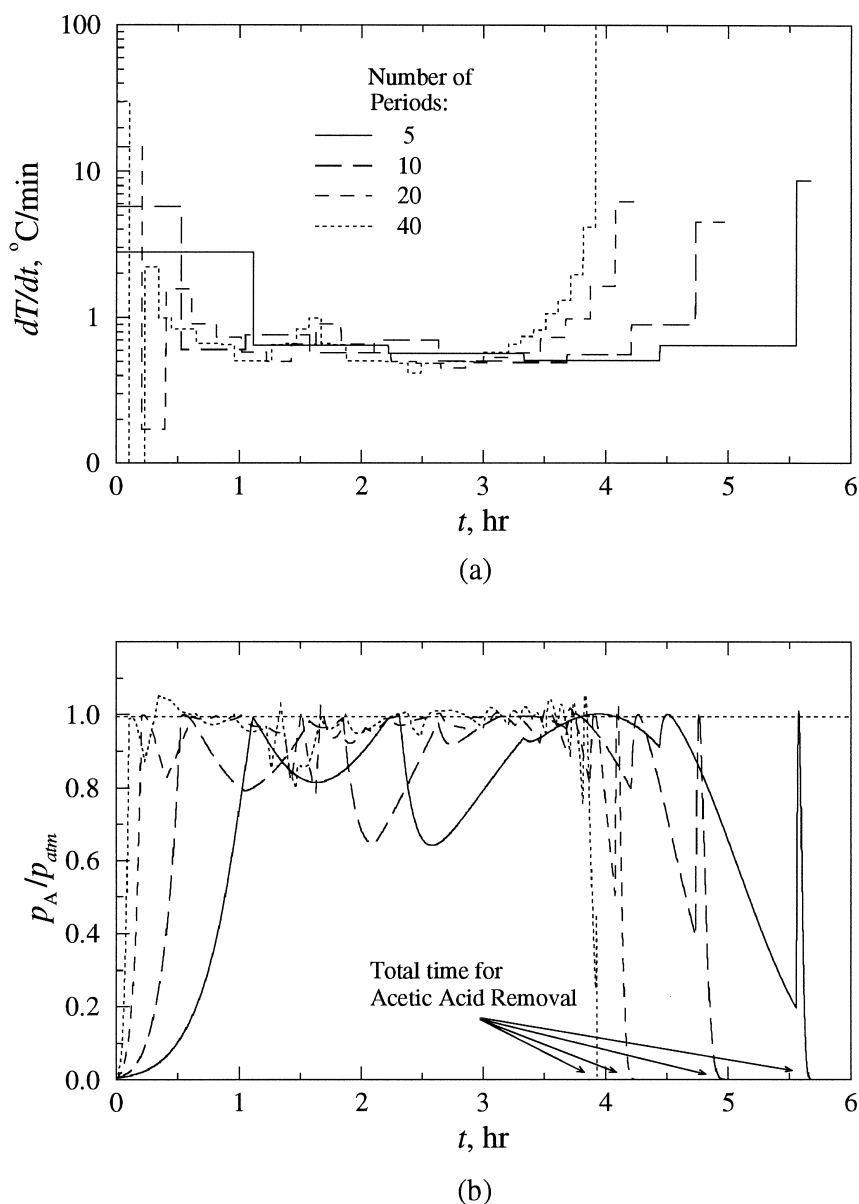 100
10
1
0
dT/dt, °C/min
Number of
Periods:
5
10
20
40
0 1 2 3 4 5 6
t, hr
(a)
1.0
0.8
0.6
0.4
0.2
0.0
p_A/p_atm
Total time for
Acetic Acid Removal
0 1 2 3 4 5 6
t, hr
(b)